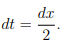 dt = dx/2.